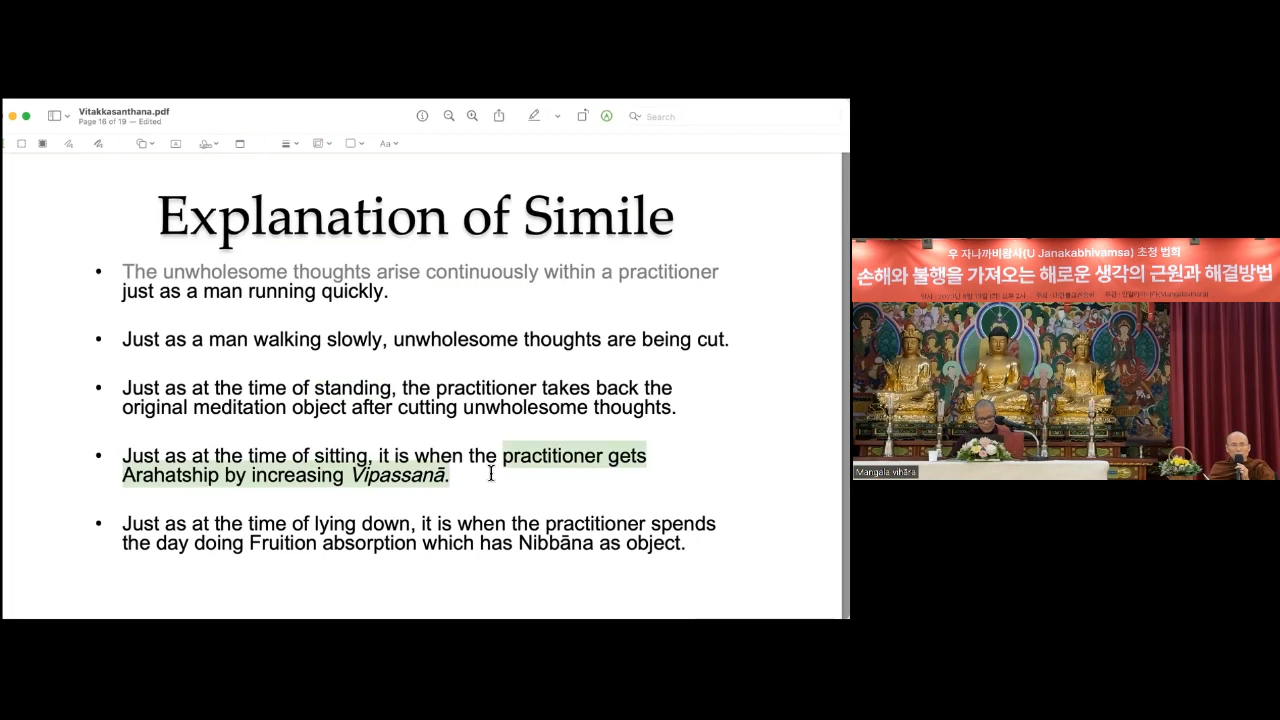 Vitakkasanthana.pdf
Page 16 of 19 — Edited
Search
Aa
Explanation of Simile
• The unwholesome thoughts arise continuously within a practitioner
just as a man running quickly.
• Just as a man walking slowly, unwholesome thoughts are being cut.
• Just as at the time of standing, the practitioner takes back the
original meditation object after cutting unwholesome thoughts.
• Just as at the time of sitting, it is when the practitioner gets
Arahatship by increasing Vipassanā.
• Just as at the time of lying down, it is when the practitioner spends
the day doing Fruition absorption which has Nibbāna as object.
우 자나까비왐사(U Janakabhivamsa) 초청 법회
손해와 불행을 가져오는 해로운 생각의 근원과 해결방법
Mangala vihāra